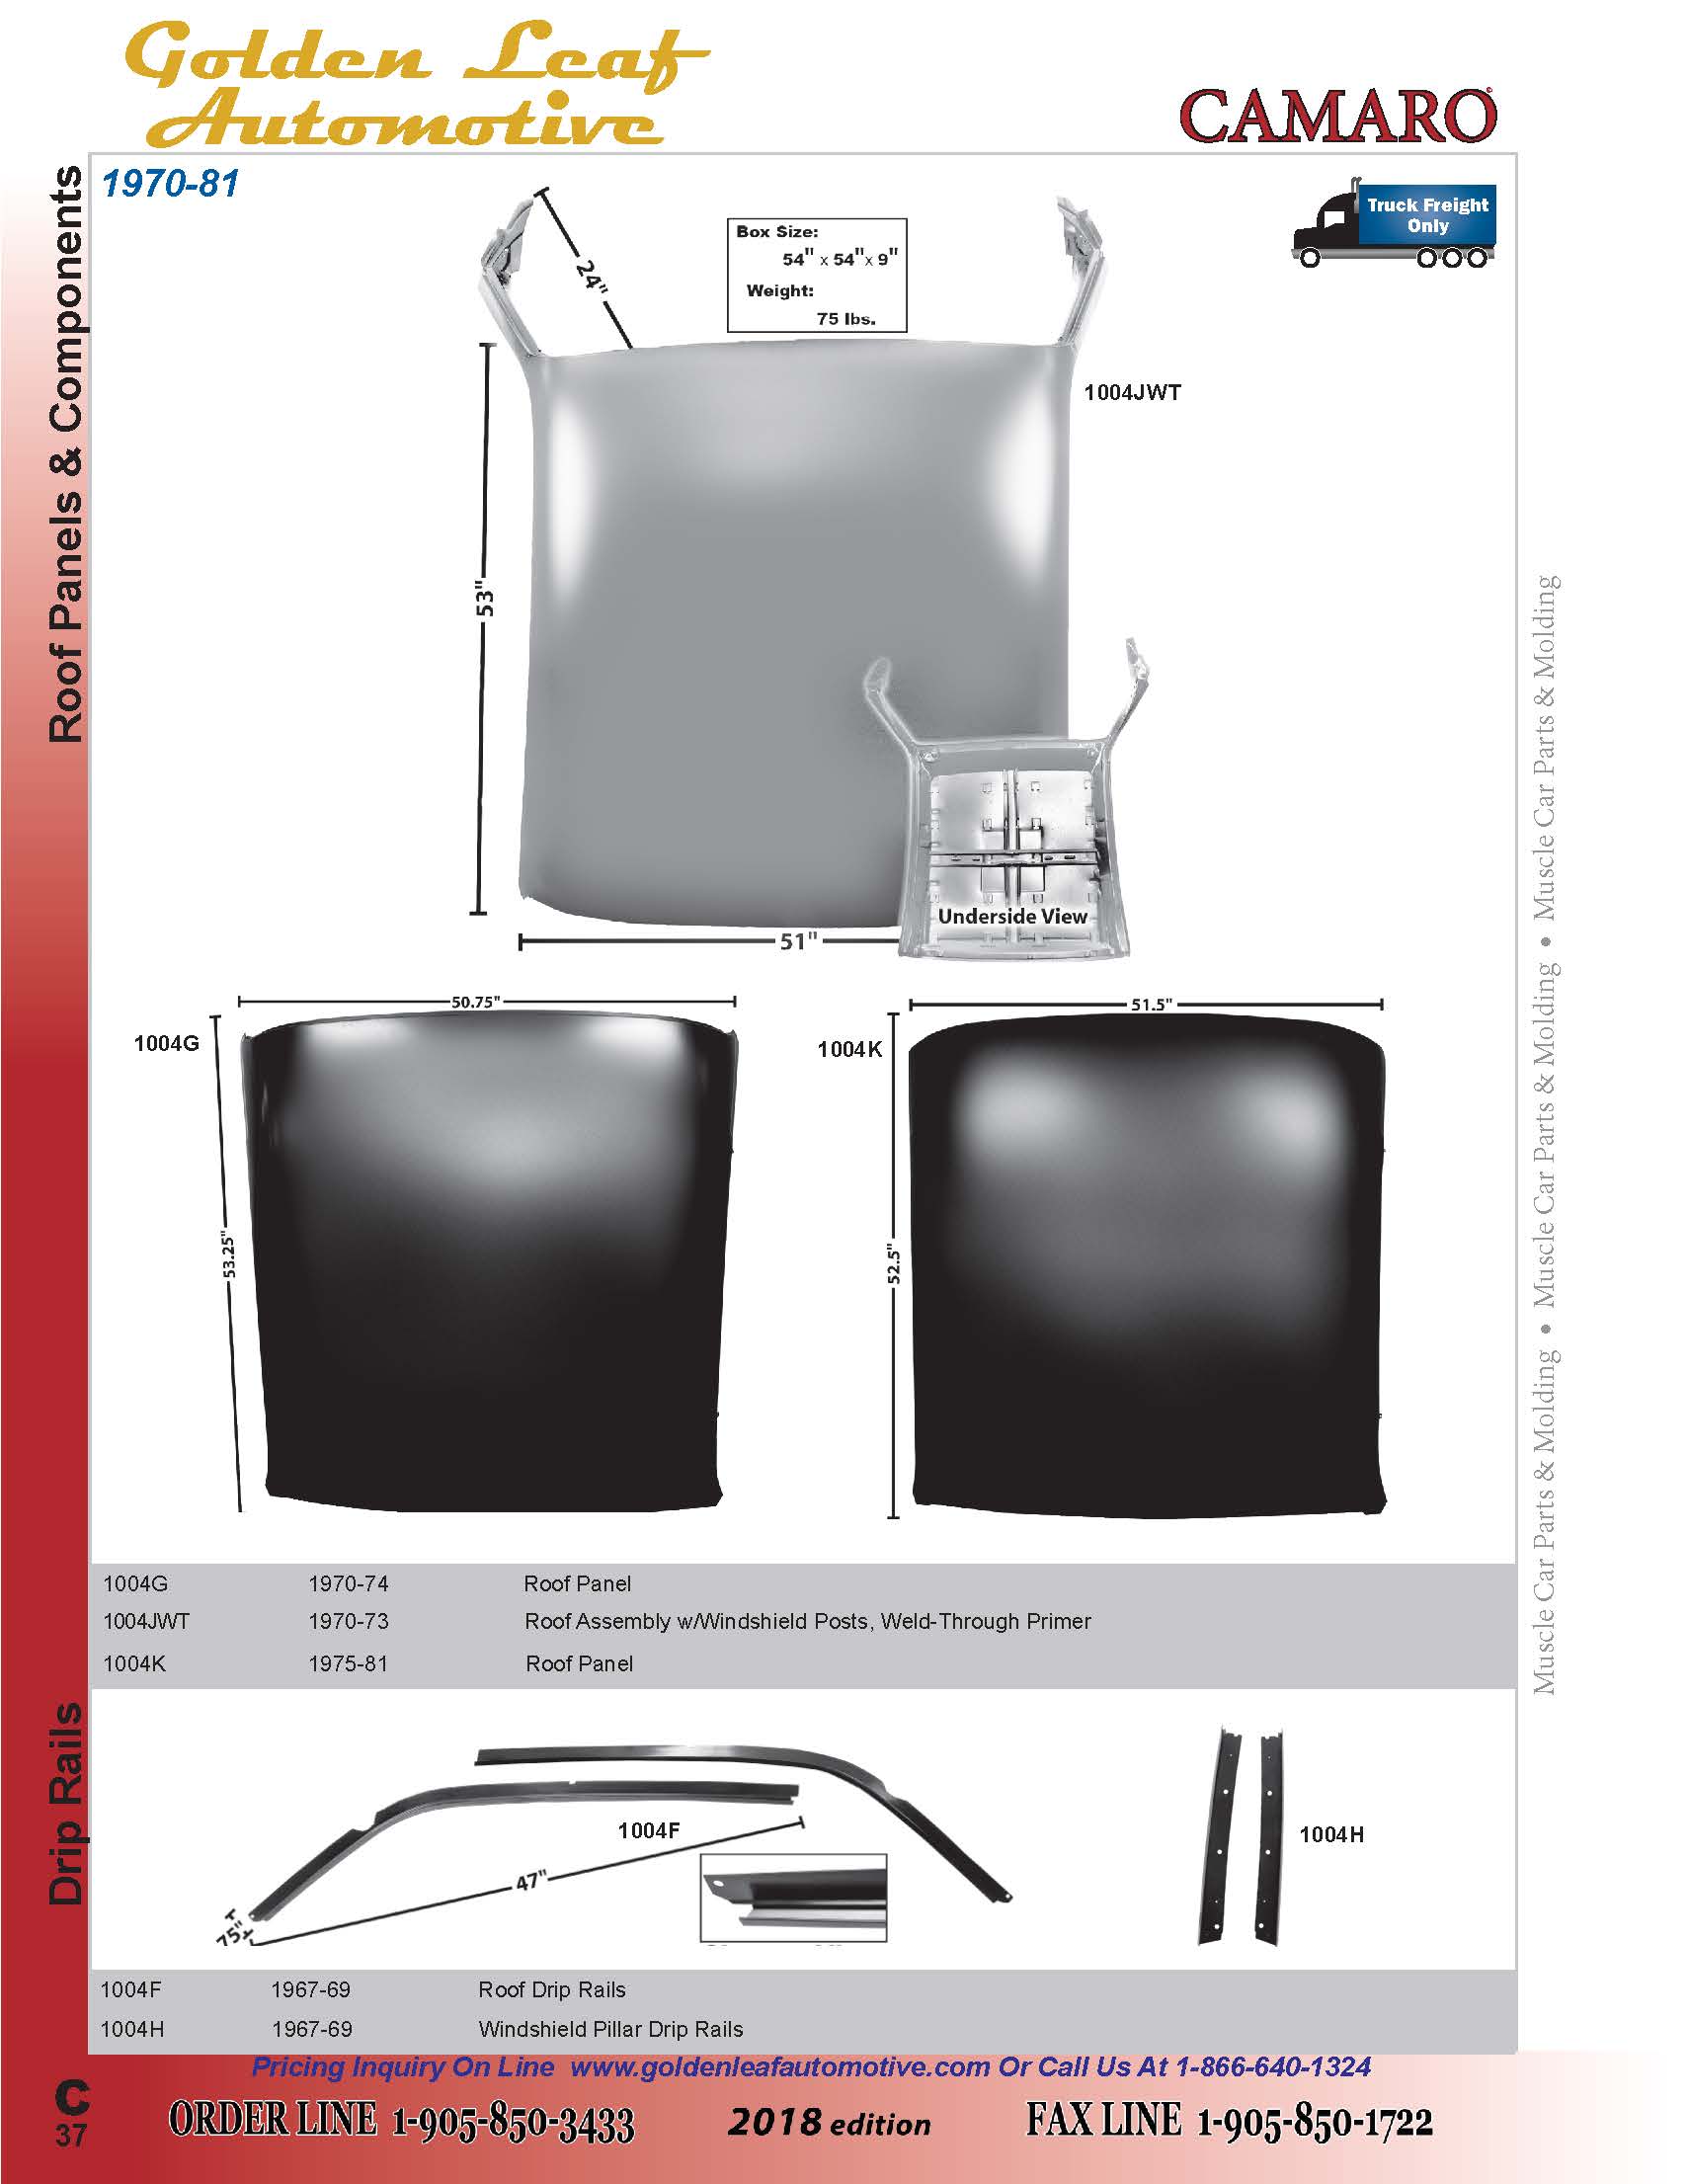 Golden Leaf
Automotive
CAMARO
Roof Panels & Components
1970-81
Truck Freight
Only
Box Size:
54" x 54"x 9"
Weight:
75 lbs.
24"
1004JWT
53"
Underside View
51"
50.75"
1004G
53.25"
51.5"
1004K
52.5"
1004G 1970-74 Roof Panel
1004JWT 1970-73 Roof Assembly w/Windshield Posts, Weld-Through Primer
1004K 1975-81 Roof Panel
Drip Rails
1004F
47"
75"
1004H
1004F 1967-69 Roof Drip Rails
1004H 1967-69 Windshield Pillar Drip Rails
Muscle Car Parts & Molding • Muscle Car Parts & Molding • Muscle Car Parts & Molding
Pricing Inquiry On Line www.goldenleafautomotive.com Or Call Us At 1-866-640-1324
C
37
ORDER LINE 1-905-850-3433 2018 edition FAX LINE 1-905-850-1722